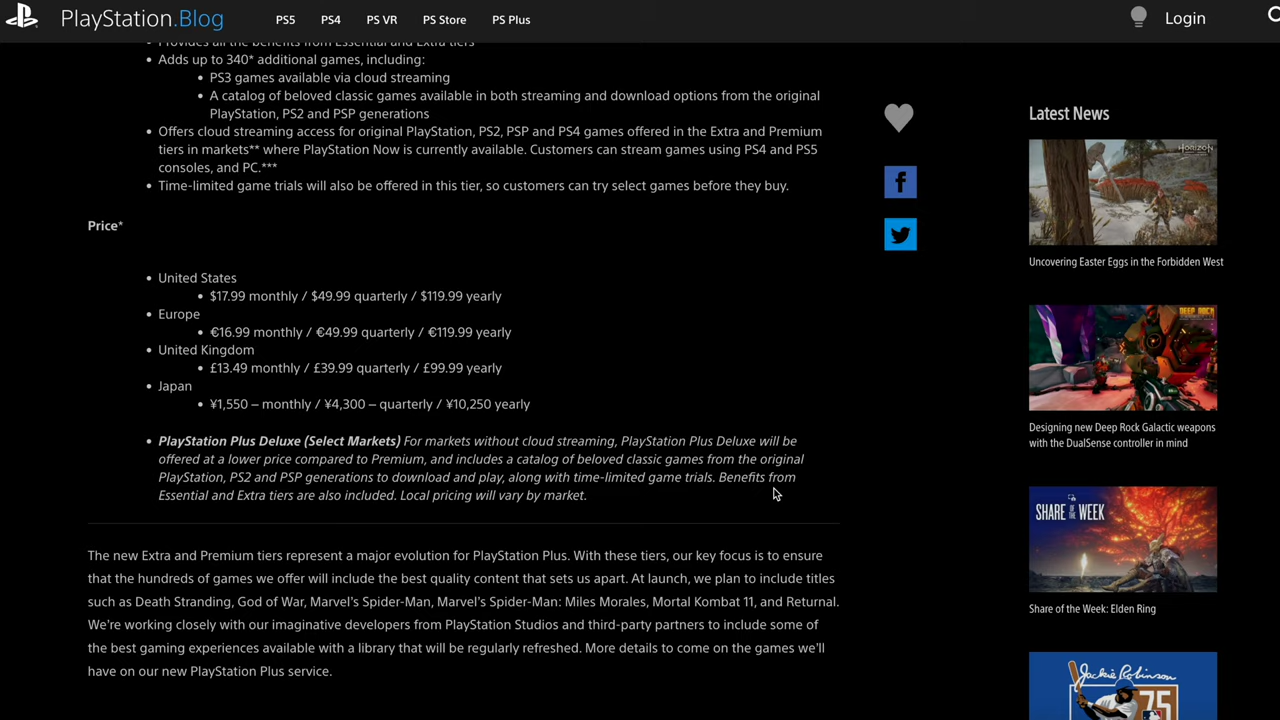 PlayStation.Blog
PS5
PS4
PS VR
PS Store
PS Plus
Login
Provides all the benefits from Essential and Extra tiers
Adds up to 340* additional games, including:
PS3 games available via cloud streaming
A catalog of beloved classic games available in both streaming and download options from the original
PlayStation, PS2 and PSP generations
Offers cloud streaming access for original PlayStation, PS2, PSP and PS4 games offered in the Extra and Premium
tiers in markets** where PlayStation Now is currently available. Customers can stream games using PS4 and PS5
consoles, and PC.***
Time-limited game trials will also be offered in this tier, so customers can try select games before they buy.
Price*
United States
$17.99 monthly / $49.99 quarterly / $119.99 yearly
Europe
€16.99 monthly / €49.99 quarterly / €119.99 yearly
United Kingdom
£13.49 monthly / £39.99 quarterly / £99.99 yearly
Japan
¥1,550 – monthly / ¥4,300 – quarterly / ¥10,250 yearly
PlayStation Plus Deluxe (Select Markets) For markets without cloud streaming, PlayStation Plus Deluxe will be
offered at a lower price compared to Premium, and includes a catalog of beloved classic games from the original
PlayStation, PS2 and PSP generations to download and play, along with time-limited game trials. Benefits from
Essential and Extra tiers are also included. Local pricing will vary by market.
The new Extra and Premium tiers represent a major evolution for PlayStation Plus. With these tiers, our key focus is to ensure
that the hundreds of games we offer will include the best quality content that sets us apart. At launch, we plan to include titles
such as Death Stranding, God of War, Marvel's Spider-Man, Marvel's Spider-Man: Miles Morales, Mortal Kombat 11, and Returnal.
We're working closely with our imaginative developers from PlayStation Studios and third-party partners to include some of
the best gaming experiences available with a library that will be regularly refreshed. More details to come on the games we'll
have on our new PlayStation Plus service.
Latest News
HORIZON
Uncovering Easter Eggs in the Forbidden West
DEEP ROCK
GALACTIC
Designing new Deep Rock Galactic weapons
with the DualSense controller in mind
SHARE OF THE WEEK
Share of the Week: Elden Ring
Jackie Robinson
75